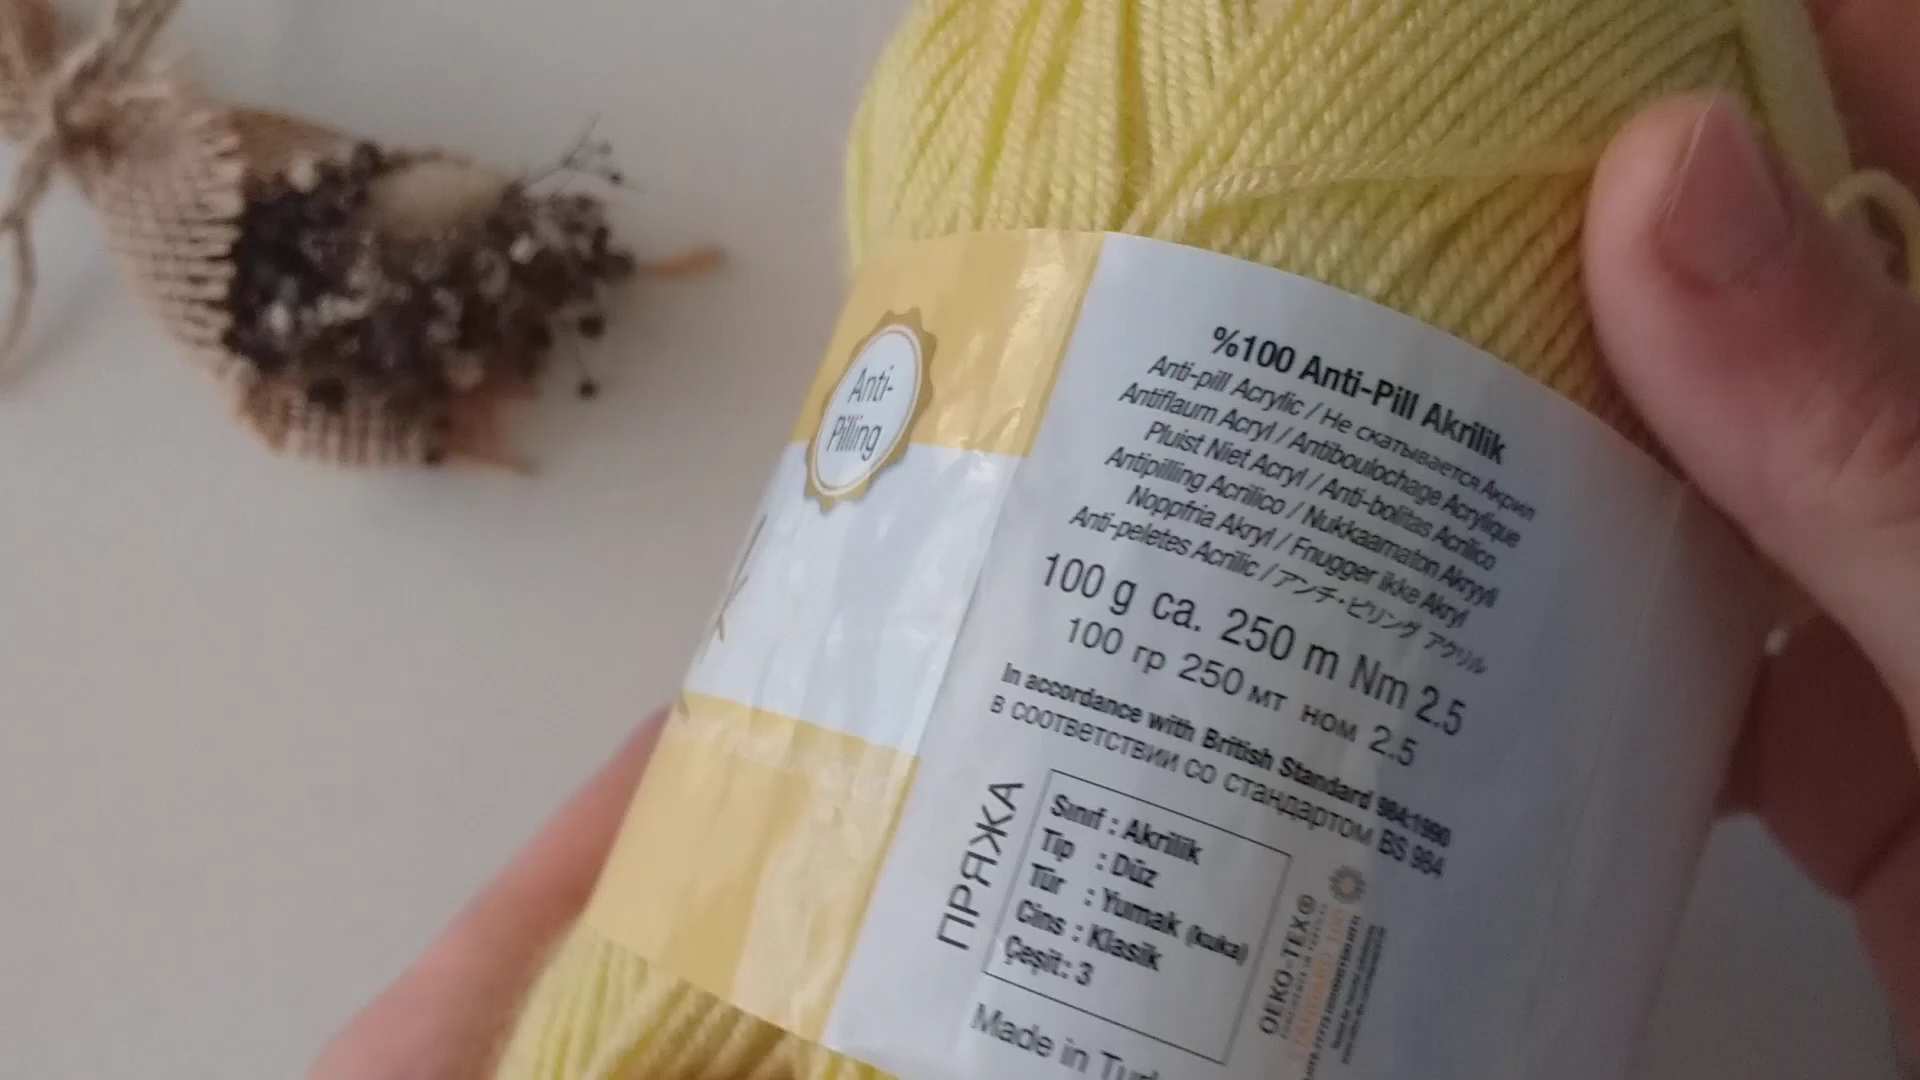 Anti-
Pilling
%100 Anti-Pill Akrilik
Anti-pill Acrylic / Не скатывается Акрил
Antiflaum Acryl / Antiboulochage Acrylique
Pluist Niet Acryl / Anti-bolitas Acrilico
Antipilling Acrilico / Nukkaamaton Akryyli
Noppfria Akryl / Fnugger ikke Akryl
Anti-peletes Acrilic / アンチ・ピリング アクリル
100 g ca. 250 m Nm 2.5
100 гр 250 мт ном 2.5
In accordance with British Standard 984:1990
в соответствии со стандартом BS 984
ПРЯЖА
Sınıf : Akrilik
Tip : Düz
Tür : Yumak (kuka)
Cins : Klasik
Çeşit: 3
OEKO-TEX®
STANDARD 100
Made in